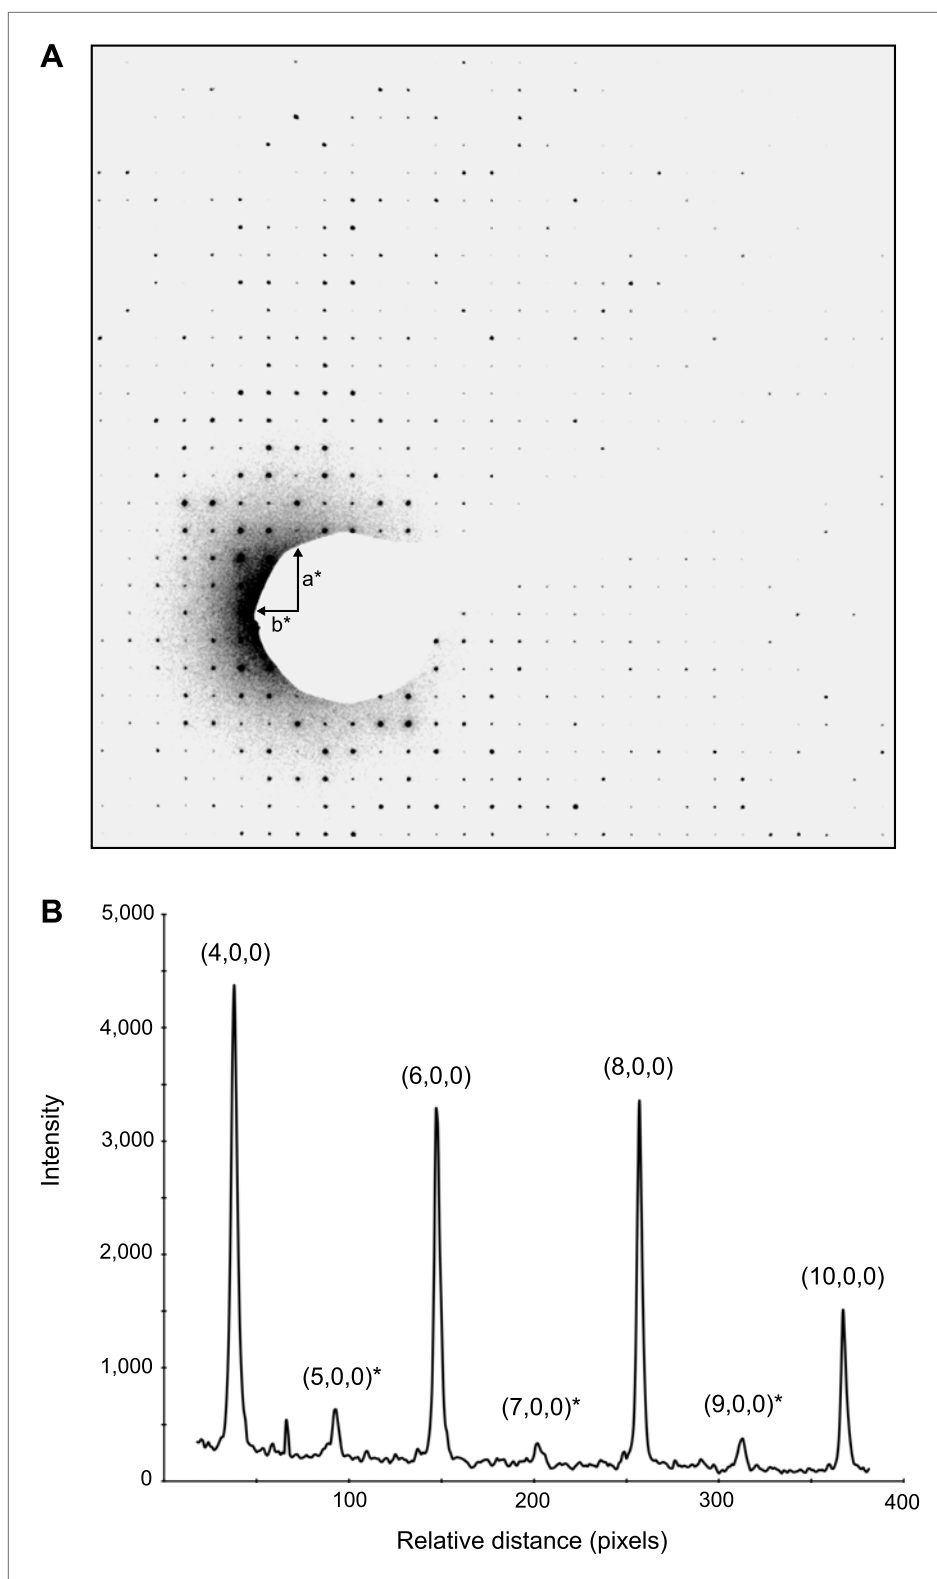 A
a*
b*
B
5,000
(4,0,0)
4,000
(6,0,0)
(8,0,0)
3,000
Intensity
2,000
(10,0,0)
1,000
(5,0,0)*
(7,0,0)*
(9,0,0)*
0
100
200
300
400
Relative distance (pixels)